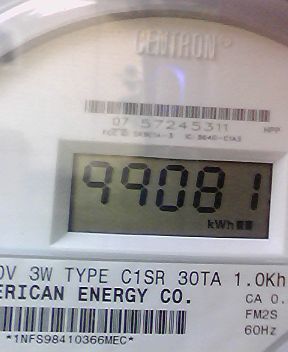 CENTRON®
07 57245311 HPP
99081
kWh
0V 3W TYPE C1SR 30TA 1.0Kh
ERICAN ENERGY CO. CA 0.
FM2S
60Hz
*1NFS98410366MEC*